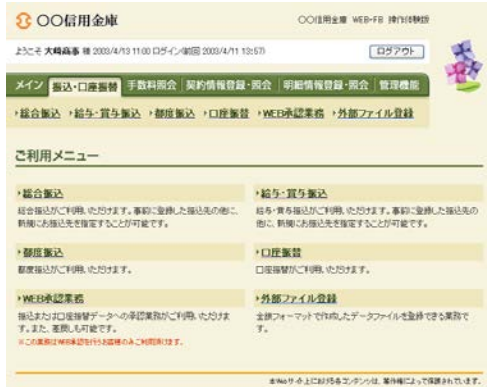 〇〇信用金庫
〇〇信用金庫 WEB-FB 操作体験版
ようこそ 大崎商事 様 2003/4/13 11:00 ログイン(前回 2003/4/11 13:57)
ログアウト
メイン 振込・口座振替 手数料照会 契約情報登録・照会 明細情報登録・照会 管理機能
総合振込 給与・賞与振込 都度振込 口座振替 WEB承認業務 外部ファイル登録
ご利用メニュー
総合振込
総合振込がご利用いただけます。事前に登録した振込先の他に、
新規にお振込先を指定することが可能です。
給与・賞与振込
給与・賞与振込がご利用いただけます。事前に登録した振込先の
他に、新規にお振込先を指定することが可能です。
都度振込
都度振込がご利用いただけます。
口座振替
口座振替がご利用いただけます。
WEB承認業務
振込または口座振替データへの承認業務がご利用いただけま
す。また、差戻しも可能です。
※この業務はWEB承認を行うお客様のみご利用頂けます。
外部ファイル登録
全銀フォーマットで作成したデータファイルを登録できる業務で
す。
本Webサイト上における各コンテンツは、著作権によって保護されています。